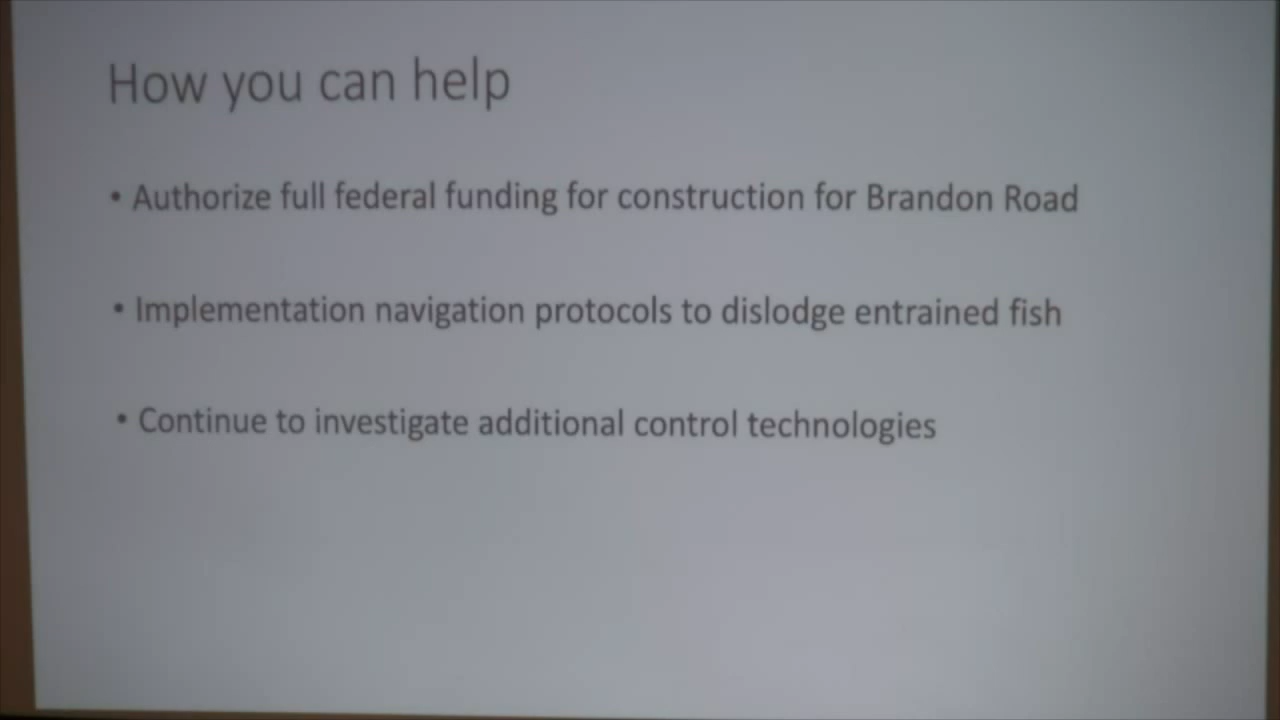 How you can help
• Authorize full federal funding for construction for Brandon Road
• Implementation navigation protocols to dislodge entrained fish
• Continue to investigate additional control technologies